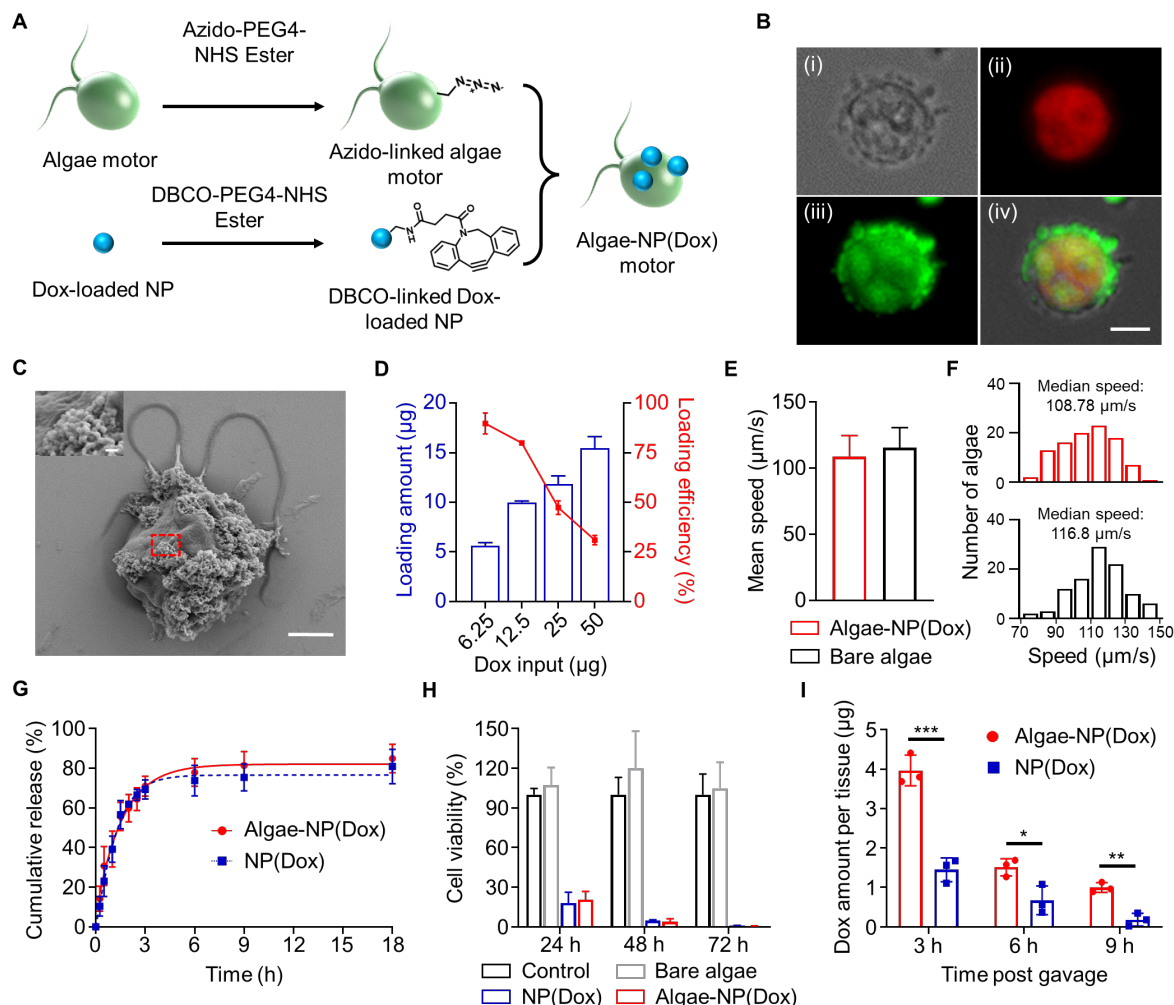 A
Azido-PEG4-
NHS Ester
N=N=N
+
-
Algae motor
Azido-linked algae
motor
DBCO-PEG4-NHS
Ester
O
O
N
H
N
Dox-loaded NP
DBCO-linked Dox-
loaded NP
Algae-NP(Dox)
motor
B
(i)
(ii)
(iii)
(iv)
C
D
Loading amount (µg)
20
15
10
5
0
100
75
50
25
0
Loading efficiency (%)
6.25
12.5
25
50
Dox input (µg)
E
Mean speed (µm/s)
150
100
50
0
Algae-NP(Dox)
Bare algae
F
Number of algae
40
20
0
Median speed:
108.78 µm/s
40
20
0
Median speed:
116.8 µm/s
70
90
110
130
150
Speed (µm/s)
G
Cumulative release (%)
100
80
60
40
20
0
Algae-NP(Dox)
NP(Dox)
0
3
6
9
12
15
18
Time (h)
H
Cell viability (%)
150
120
90
60
30
0
24 h
48 h
72 h
Control
Bare algae
NP(Dox)
Algae-NP(Dox)
I
Dox amount per tissue (µg)
5
4
3
2
1
0
***
*
**
Algae-NP(Dox)
NP(Dox)
3 h
6 h
9 h
Time post gavage